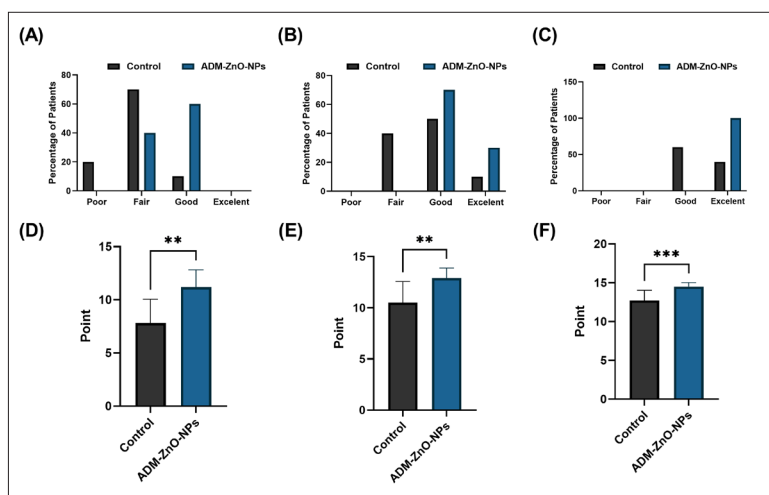 (A)
Control ADM-ZnO-NPs
Percentage of Patients
80
60
40
20
0
Poor Fair Good Excelent
(B)
Control ADM-ZnO-NPs
Percentage of Patients
80
60
40
20
0
Poor Fair Good Excelent
(C)
Control ADM-ZnO-NPs
Percentage of Patients
150
100
50
0
Poor Fair Good Excelent
(D)
**
Point
15
10
5
0
Control
ADM-ZnO-NPs
(E)
**
Point
15
10
5
0
Control
ADM-ZnO-NPs
(F)
***
Point
20
15
10
5
0
Control
ADM-ZnO-NPs